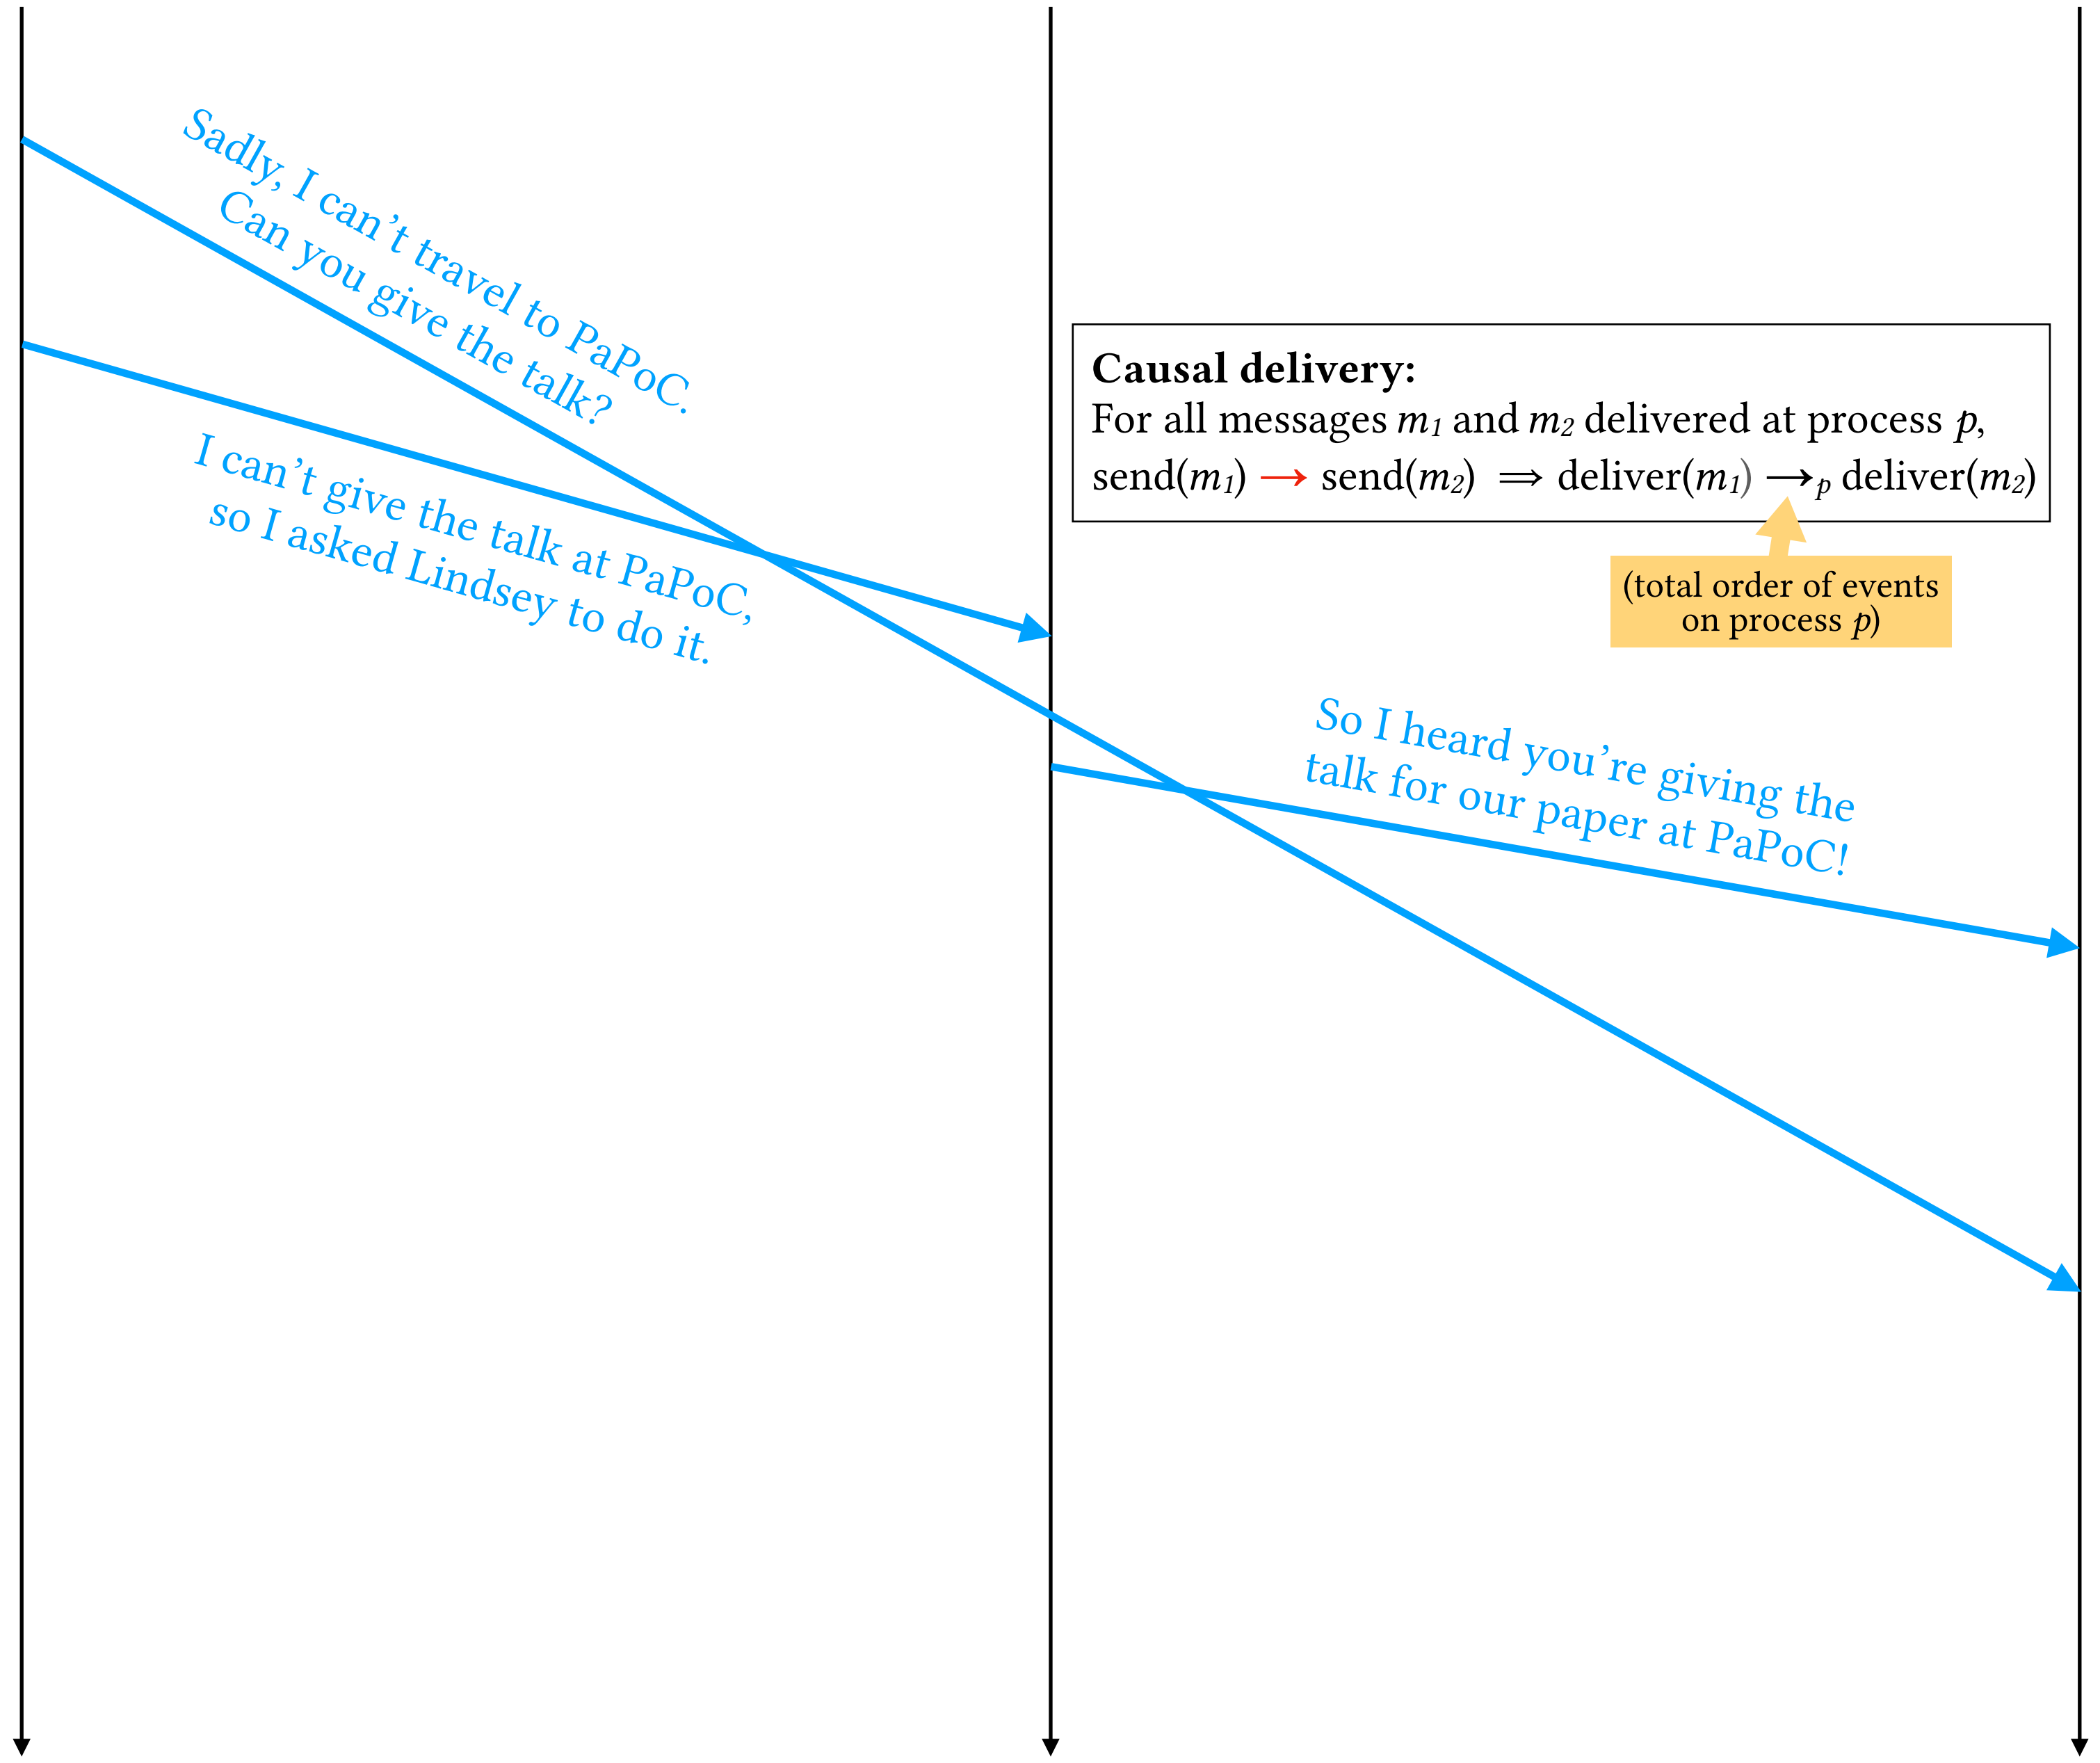 Sadly, I can’t travel to PaPoC.
Can you give the talk?
I can’t give the talk at PaPoC,
so I asked Lindsey to do it.
Causal delivery:
For all messages m₁ and m₂ delivered at process p,
send(m₁) → send(m₂) ⟹ deliver(m₁) →ₚ deliver(m₂)
(total order of events
on process p)
So I heard you’re giving the
talk for our paper at PaPoC!